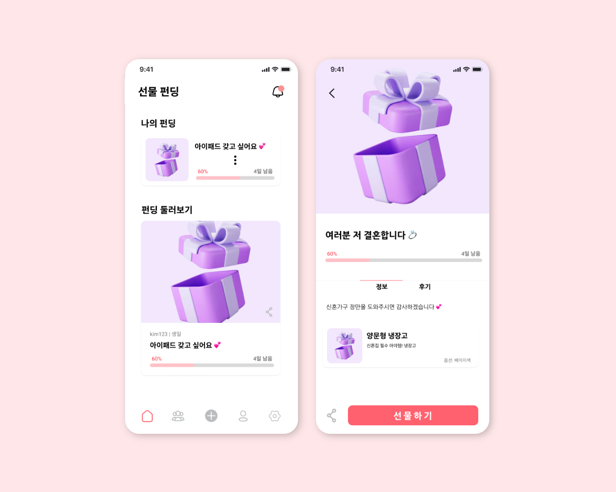 9:41
선물 펀딩
나의 펀딩
아이패드 갖고 싶어요 💕
60% 4일 남음
펀딩 둘러보기
kim123 | 생일
아이패드 갖고 싶어요 💕
60% 4일 남음
9:41
여러분 저 결혼합니다 💍
60% 4일 남음
정보 후기
신혼가구 장만을 도와주시면 감사하겠습니다 💕
양문형 냉장고
신혼집 필수 아이템! 냉장고
옵션: 베이지색
선물하기